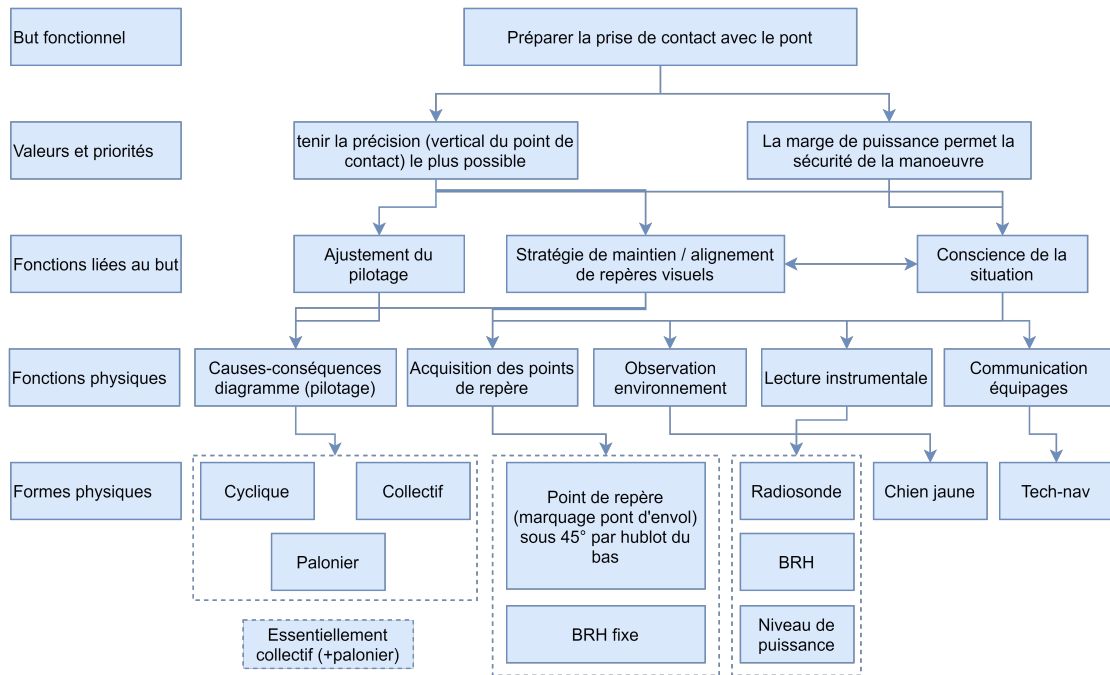 But fonctionnel
Préparer la prise de contact avec le pont
Valeurs et priorités
tenir la précision (vertical du point de
contact) le plus possible
La marge de puissance permet la
sécurité de la manoeuvre
Fonctions liées au but
Ajustement du
pilotage
Stratégie de maintien / alignement
de repères visuels
Conscience de la
situation
Fonctions physiques
Causes-conséquences
diagramme (pilotage)
Acquisition des points
de repère
Observation
environnement
Lecture instrumentale
Communication
équipages
Formes physiques
Cyclique
Collectif
Palonier
Essentiellement
collectif (+palonier)
Point de repère
(marquage pont d'envol)
sous 45° par hublot du
bas
BRH fixe
Radiosonde
BRH
Niveau de
puissance
Chien jaune
Tech-nav